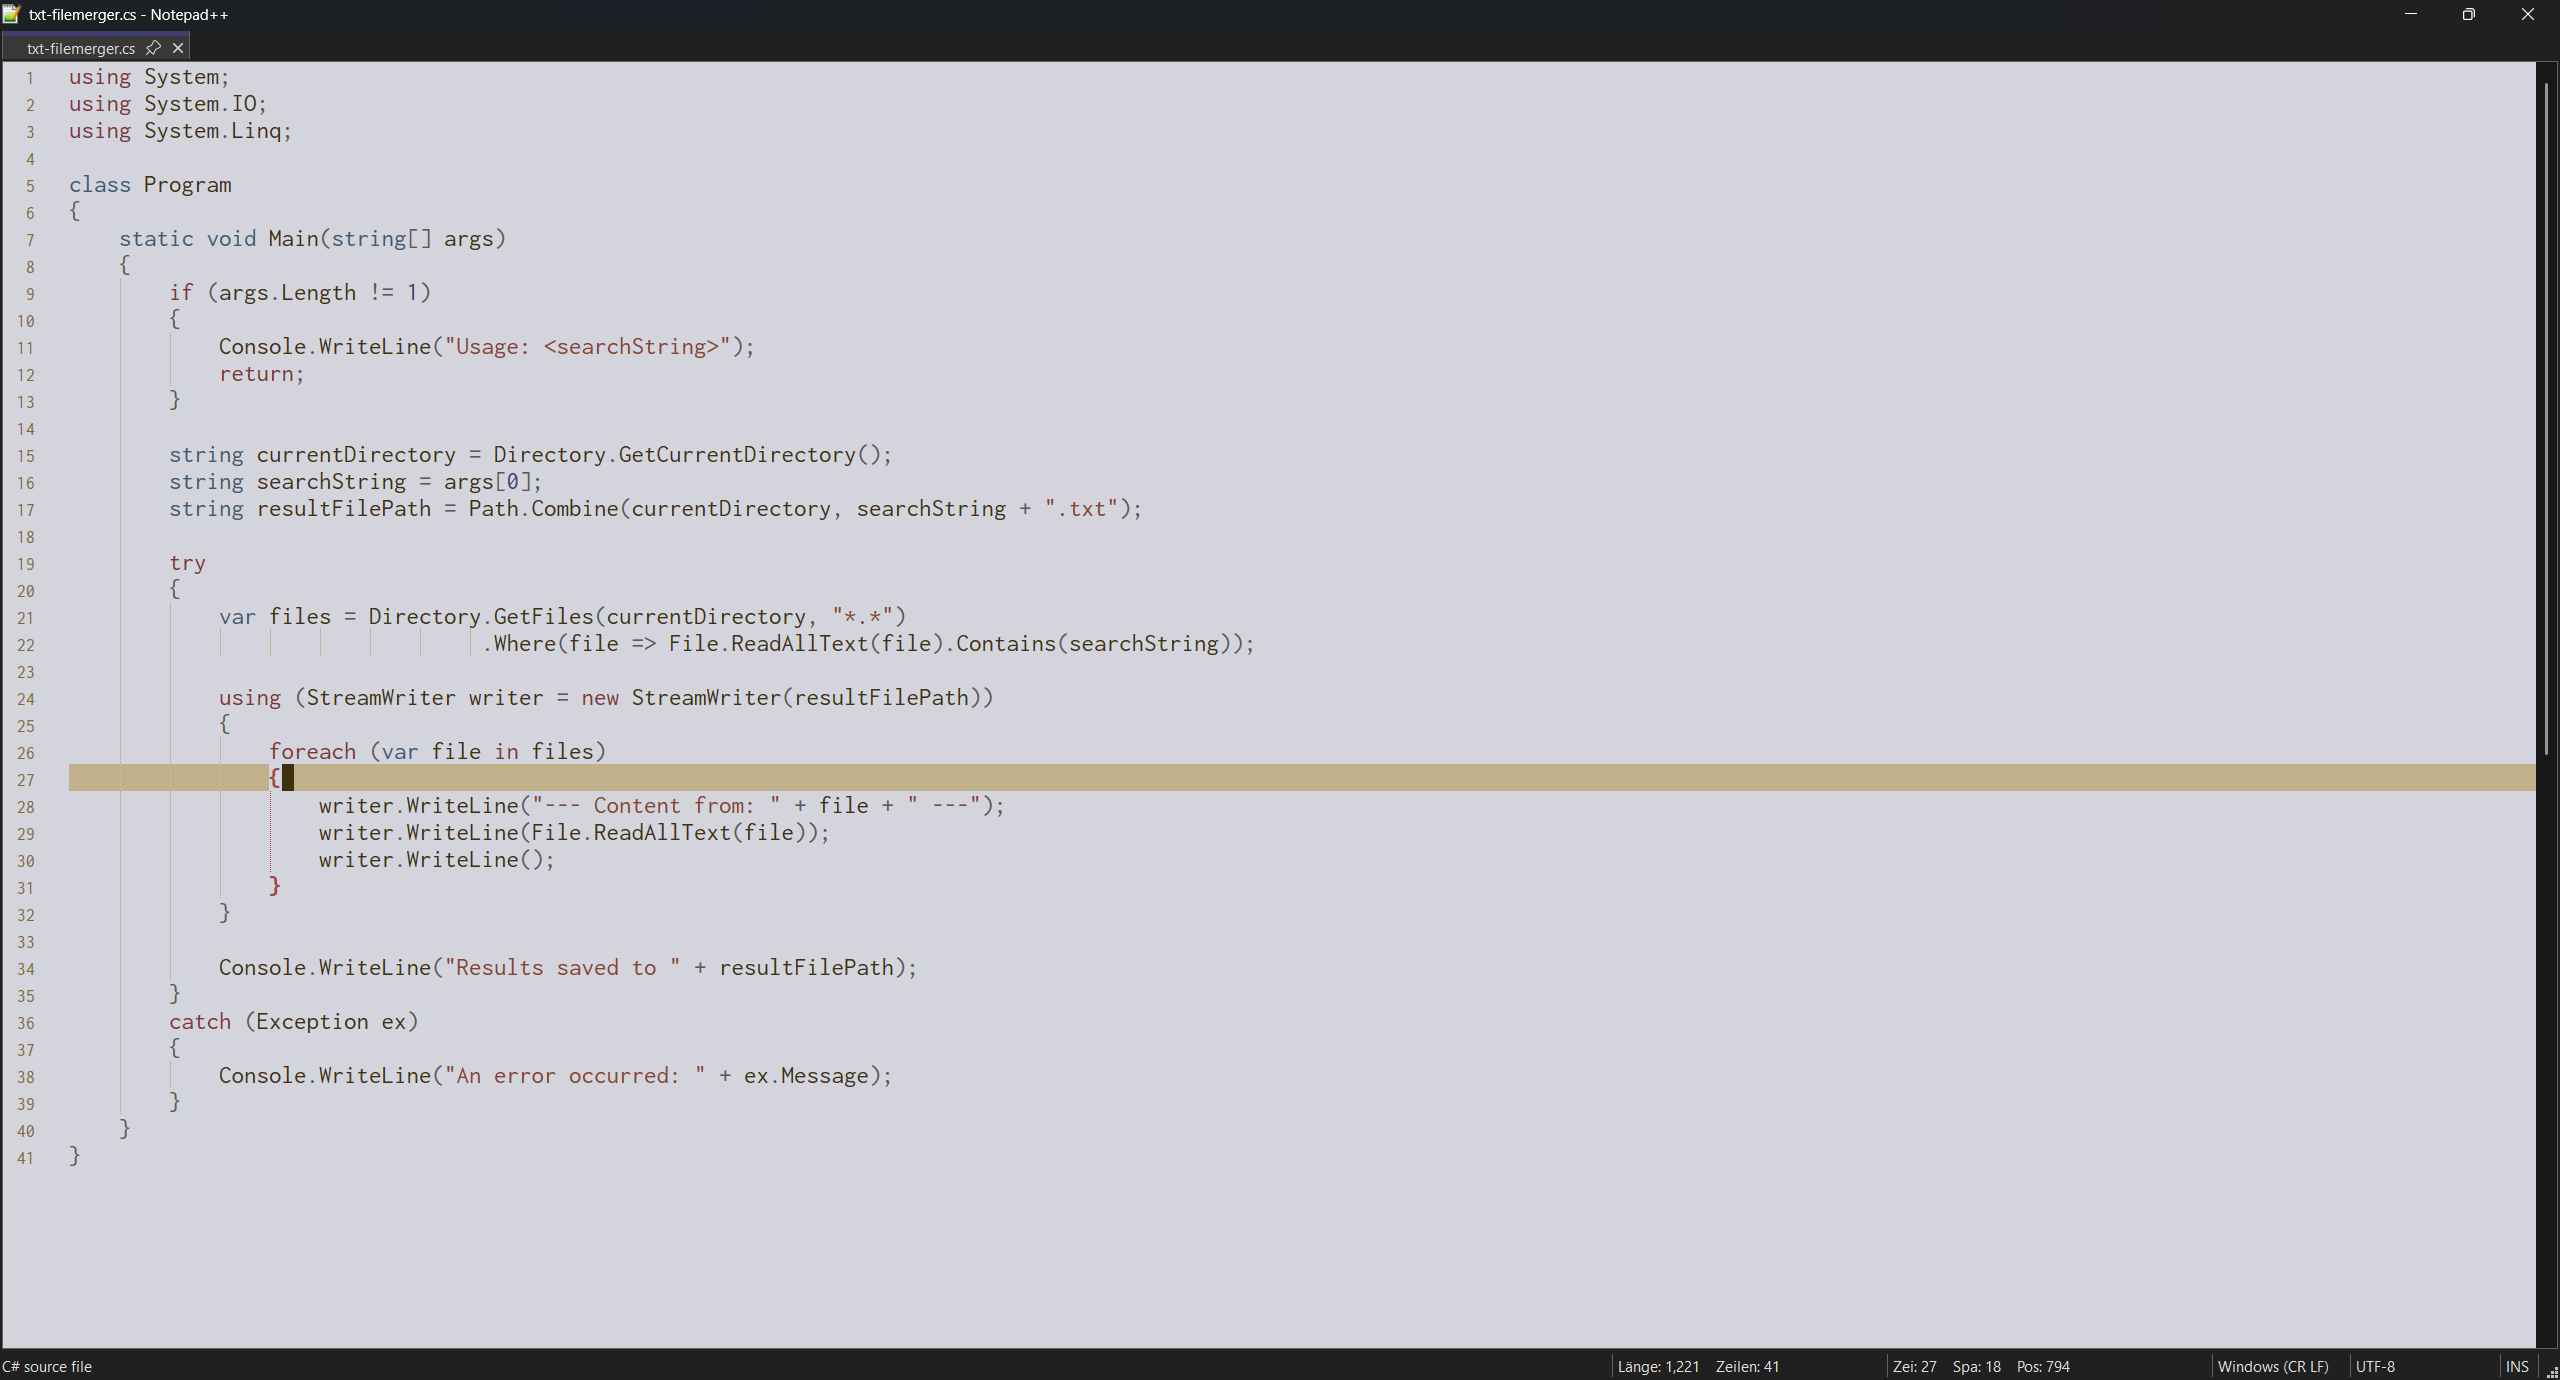 txt-filemerger.cs - Notepad++
txt-filemerger.cs
1 using System;
2 using System.IO;
3 using System.Linq;
4
5 class Program
6 {
7     static void Main(string[] args)
8     {
9         if (args.Length != 1)
10         {
11             Console.WriteLine("Usage: <searchString>");
12             return;
13         }
14
15         string currentDirectory = Directory.GetCurrentDirectory();
16         string searchString = args[0];
17         string resultFilePath = Path.Combine(currentDirectory, searchString + ".txt");
18
19         try
20         {
21             var files = Directory.GetFiles(currentDirectory, "*.*")
22                                  .Where(file => File.ReadAllText(file).Contains(searchString));
23
24             using (StreamWriter writer = new StreamWriter(resultFilePath))
25             {
26                 foreach (var file in files)
27                 {
28                     writer.WriteLine("--- Content from: " + file + " ---");
29                     writer.WriteLine(File.ReadAllText(file));
30                     writer.WriteLine();
31                 }
32             }
33
34             Console.WriteLine("Results saved to " + resultFilePath);
35         }
36         catch (Exception ex)
37         {
38             Console.WriteLine("An error occurred: " + ex.Message);
39         }
40     }
41 }
C# source file Länge: 1,221 Zeilen: 41 Zei: 27 Spa: 18 Pos: 794 Windows (CR LF) UTF-8 INS